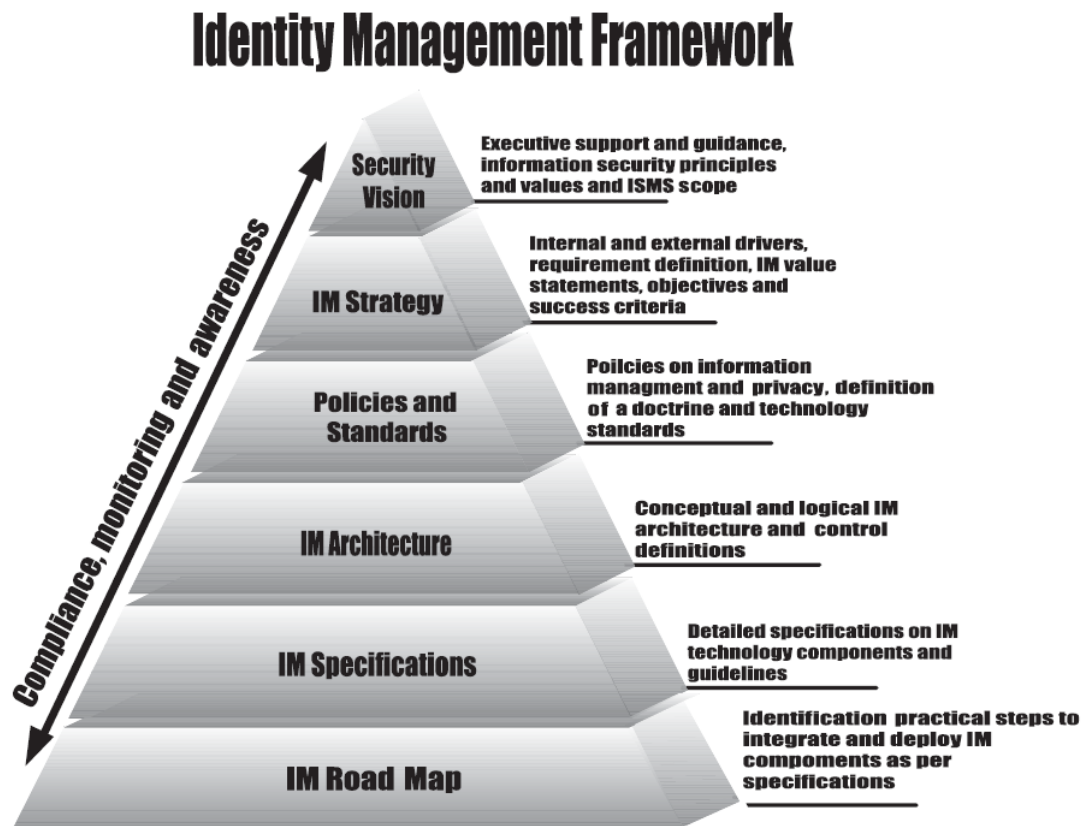 Identity Management Framework
Compliance, monitoring and awareness
Security
Vision
Executive support and guidance,
information security principles
and values and ISMS scope
IM Strategy
Internal and external drivers,
requirement definition, IM value
statements, objectives and
success criteria
Policies and
Standards
Poilcies on information
managment and privacy, definition
of a doctrine and technology
standards
IM Architecture
Conceptual and logical IM
architecture and control
definitions
IM Specifications
Detailed specifications on IM
technology components and
guidelines
IM Road Map
Identification practical steps to
integrate and deploy IM
compoments as per
specifications